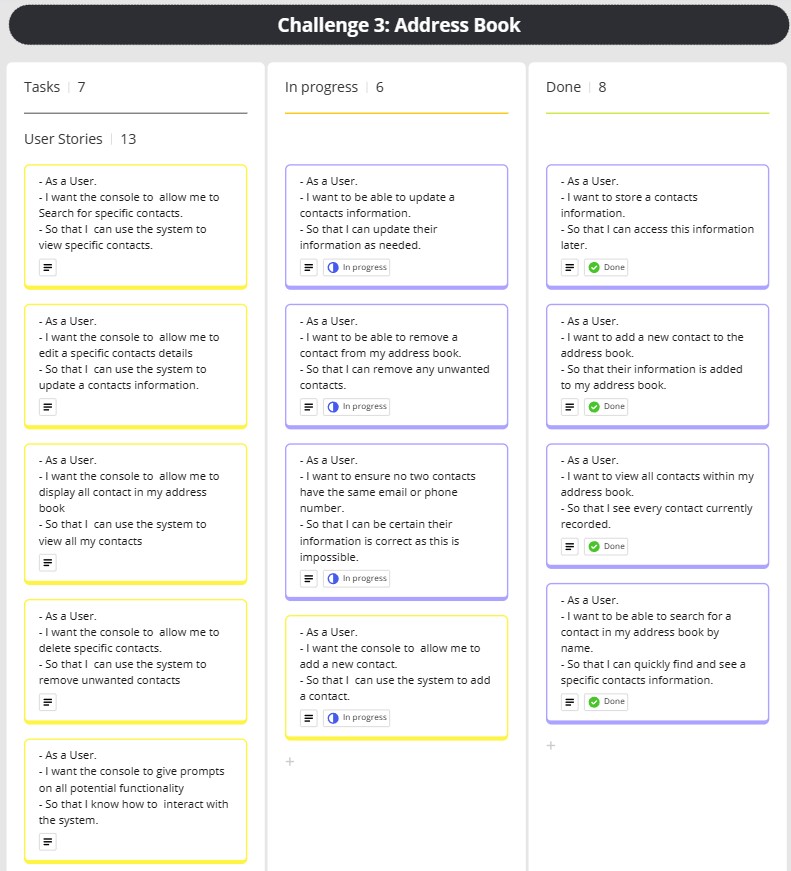 Challenge 3: Address Book
Tasks | 7
User Stories | 13
- As a User.
- I want the console to  allow me to
Search for specific contacts.
- So that I  can use the system to
view specific contacts.
- As a User.
- I want the console to  allow me to
edit a specific contacts details
- So that I  can use the system to
update a contacts information.
- As a User.
- I want the console to  allow me to
display all contact in my address
book
- So that I  can use the system to
view all my contacts
- As a User.
- I want the console to  allow me to
delete specific contacts.
- So that I  can use the system to
remove unwanted contacts
- As a User.
- I want the console to give prompts
on all potential functionality
- So that I know how to  interact with
the system.
In progress | 6
- As a User.
- I want to be able to update a
contacts information.
- So that I can update their
information as needed.
In progress
- As a User.
- I want to be able to remove a
contact from my address book.
- So that I can remove any unwanted
contacts.
In progress
- As a User.
- I want to ensure no two contacts
have the same email or phone
number.
- So that I can be certain their
information is correct as this is
impossible.
In progress
- As a User.
- I want the console to  allow me to
add a new contact.
- So that I  can use the system to add
a contact.
In progress
+
Done | 8
- As a User.
- I want to store a contacts
information.
- So that I can access this information
later.
Done
- As a User.
- I want to add a new contact to the
address book.
- So that their information is added
to my address book.
Done
- As a User.
- I want to view all contacts within my
address book.
- So that I see every contact currently
recorded.
Done
- As a User.
- I want to be able to search for a
contact in my address book by
name.
- So that I can quickly find and see a
specific contacts information.
Done
+